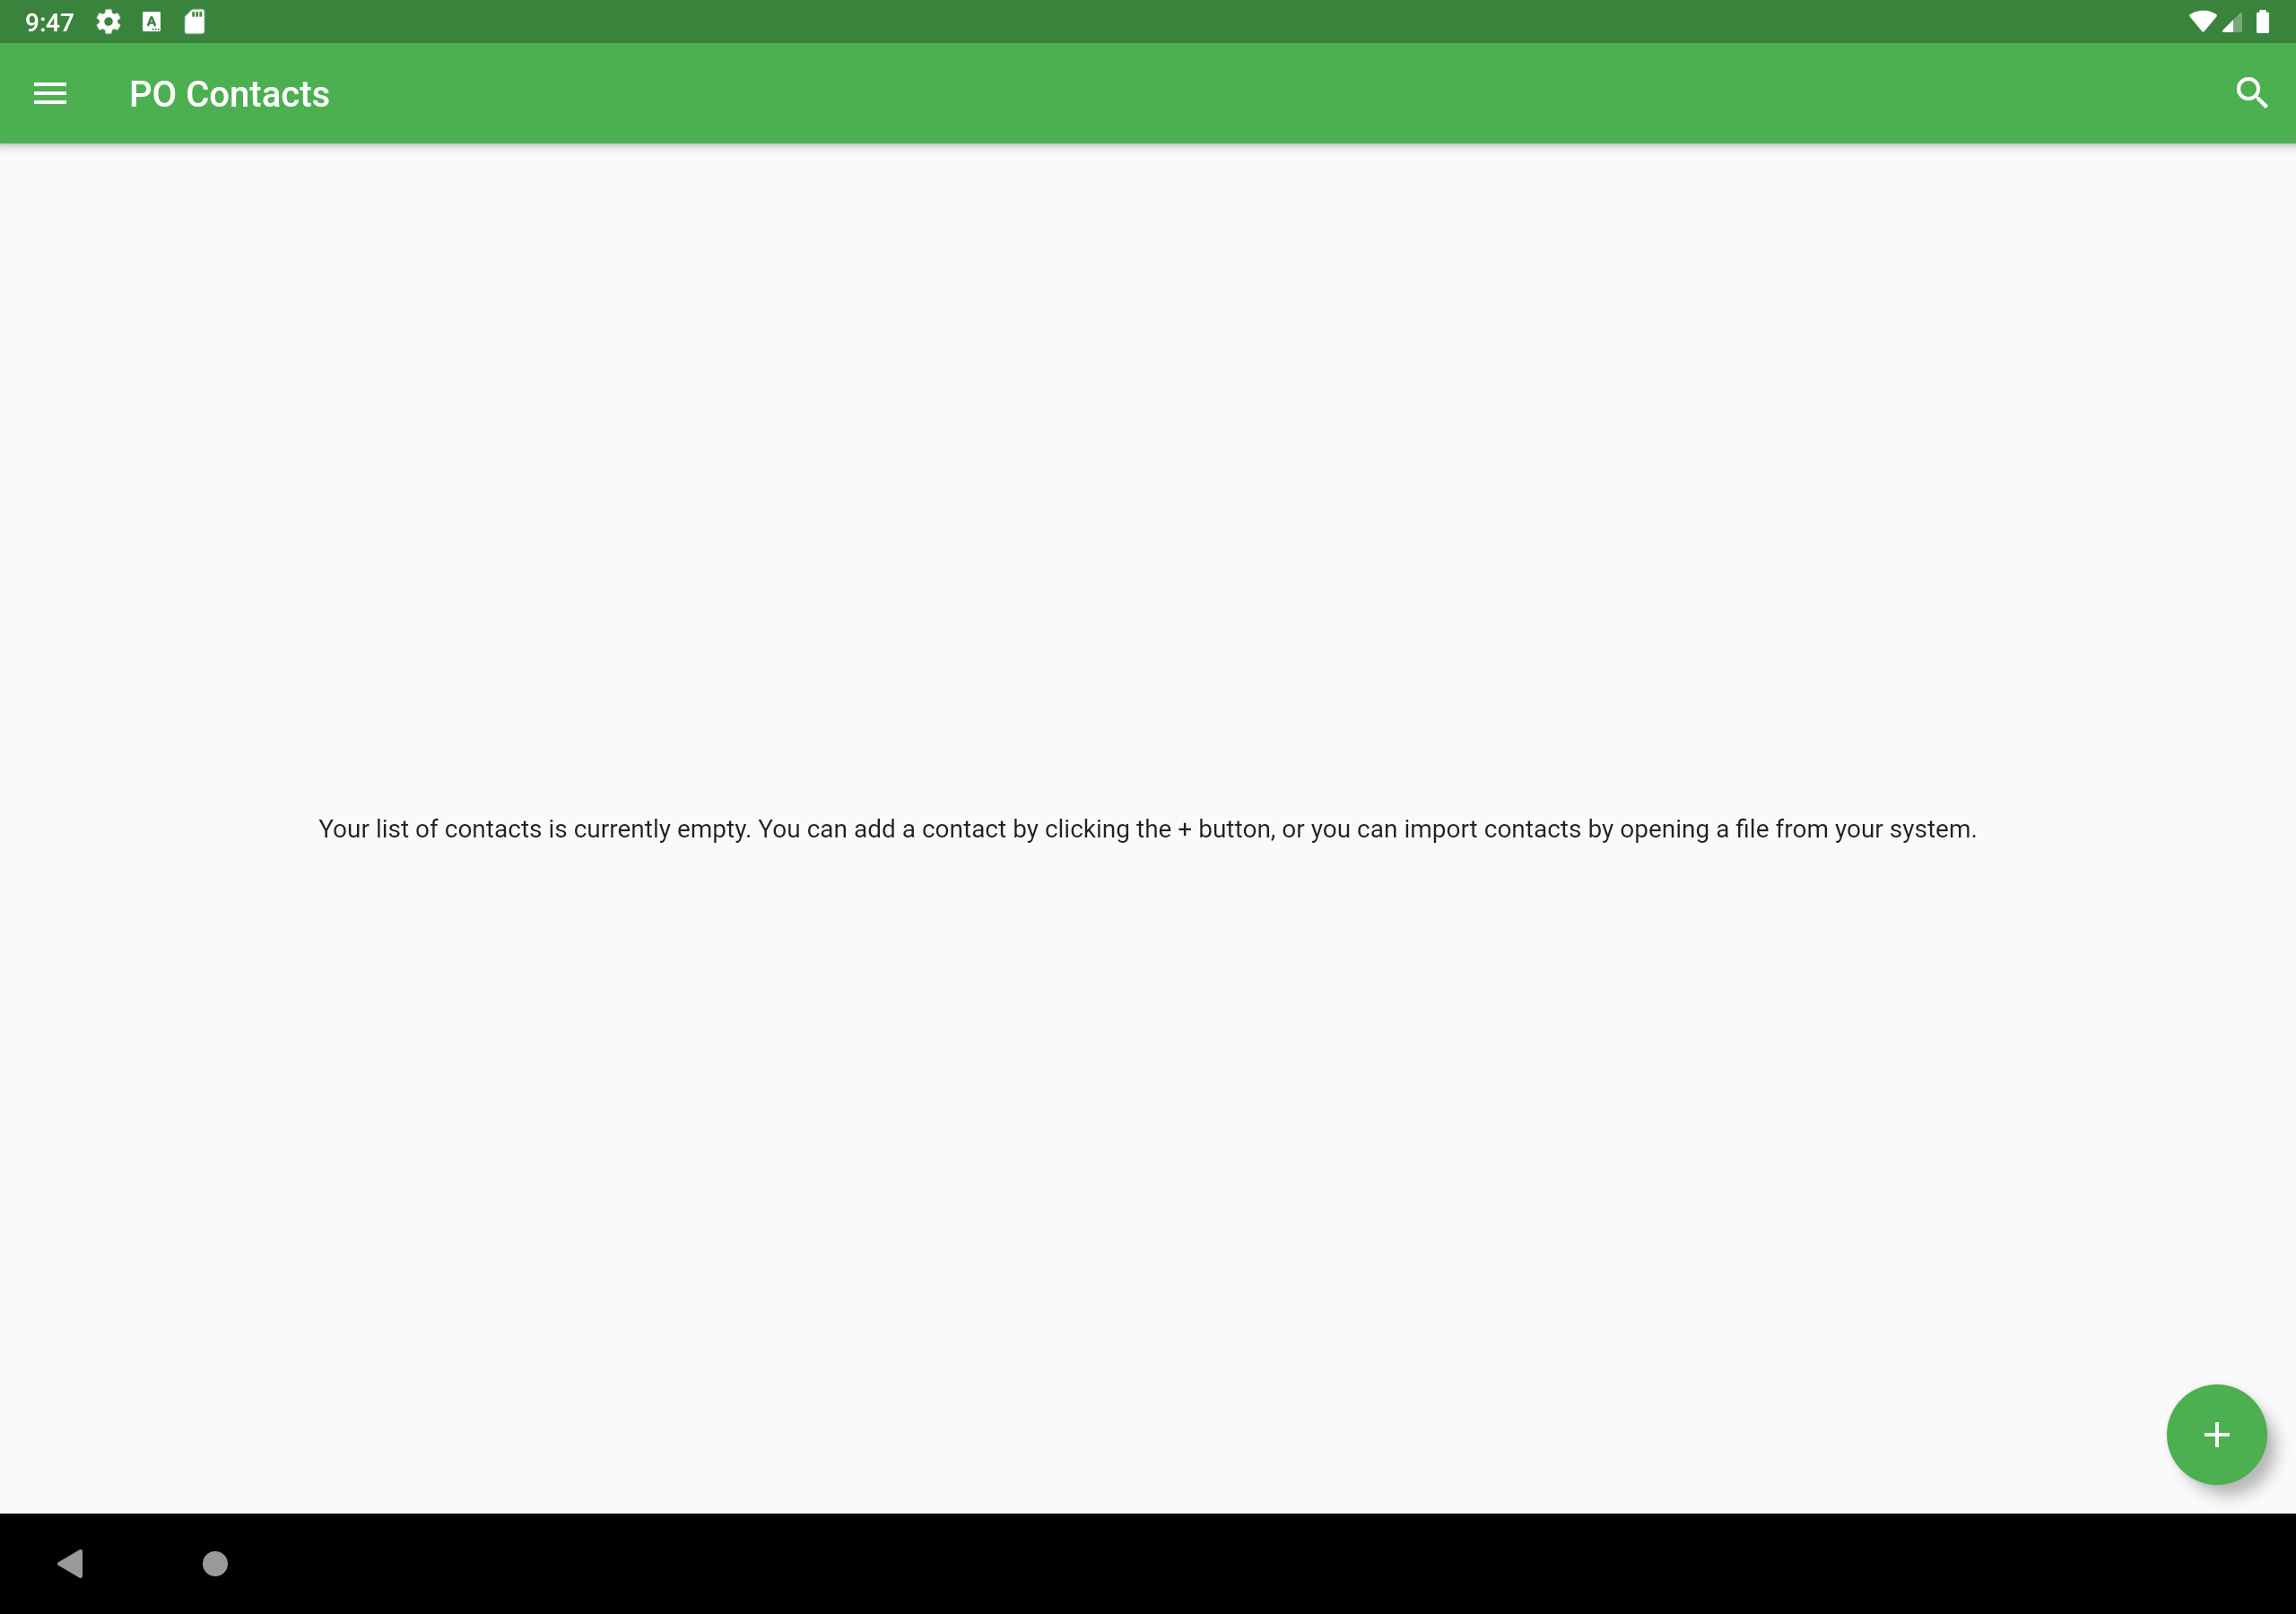 9:47
PO Contacts
Your list of contacts is currently empty. You can add a contact by clicking the + button, or you can import contacts by opening a file from your system.